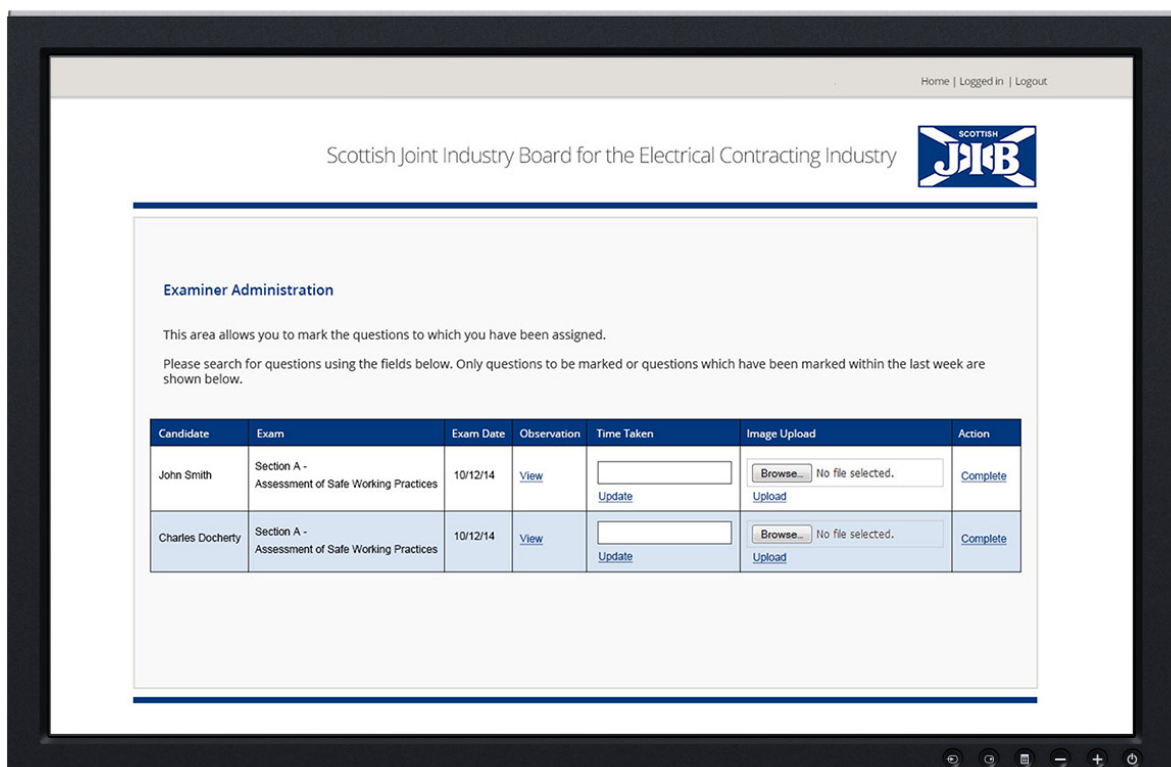 Home | Logged in | Logout
Scottish Joint Industry Board for the Electrical Contracting Industry
SCOTTISH
JIB
Examiner Administration
This area allows you to mark the questions to which you have been assigned.
Please search for questions using the fields below. Only questions to be marked or questions which have been marked within the last week are
shown below.
Candidate Exam Exam Date Observation Time Taken Image Upload Action
John Smith Section A -
Assessment of Safe Working Practices 10/12/14 View Browse... No file selected. Complete
Update Upload
Charles Docherty Section A -
Assessment of Safe Working Practices 10/12/14 View Browse... No file selected. Complete
Update Upload